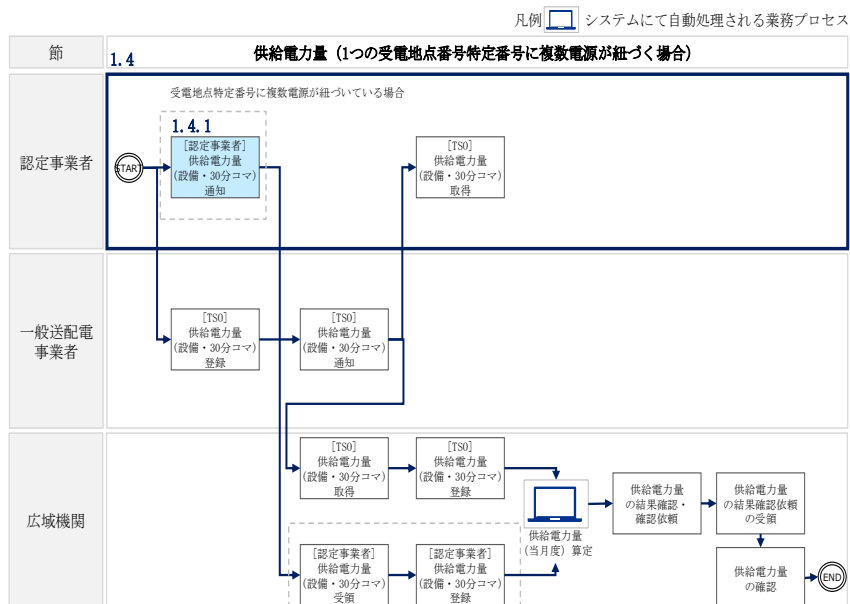 凡例 システムにて自動処理される業務プロセス
節
1.4
供給電力量（1つの受電地点番号特定番号に複数電源が紐づく場合）
認定事業者
受電地点特定番号に複数電源が紐づいている場合
1.4.1
START
[認定事業者]
供給電力量
(設備・30分コマ)
通知
[TSO]
供給電力量
(設備・30分コマ)
取得
一般送配電
事業者
[TSO]
供給電力量
(設備・30分コマ)
登録
[TSO]
供給電力量
(設備・30分コマ)
通知
広域機関
[TSO]
供給電力量
(設備・30分コマ)
取得
[TSO]
供給電力量
(設備・30分コマ)
登録
供給電力量
(当月度) 算定
供給電力量
の結果確認・
確認依頼
供給電力量
の結果確認依頼
の受領
供給電力量
の確認
END
[認定事業者]
供給電力量
(設備・30分コマ)
受領
[認定事業者]
供給電力量
(設備・30分コマ)
登録